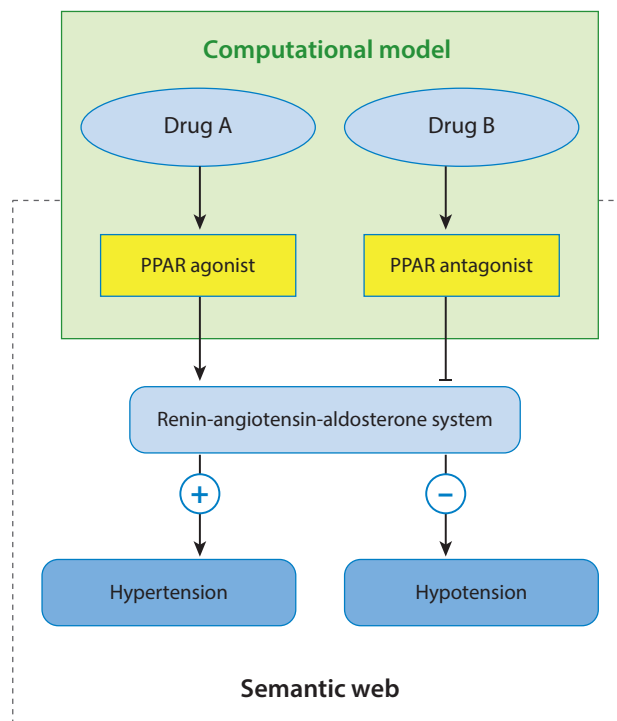 Computational model
Drug A
Drug B
PPAR agonist
PPAR antagonist
Renin-angiotensin-aldosterone system
+
–
Hypertension
Hypotension
Semantic web